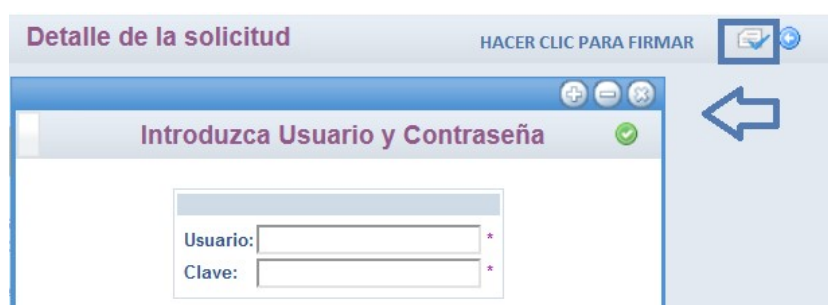 Detalle de la solicitud
HACER CLIC PARA FIRMAR
Introduzca Usuario y Contraseña
Usuario: *
Clave: *